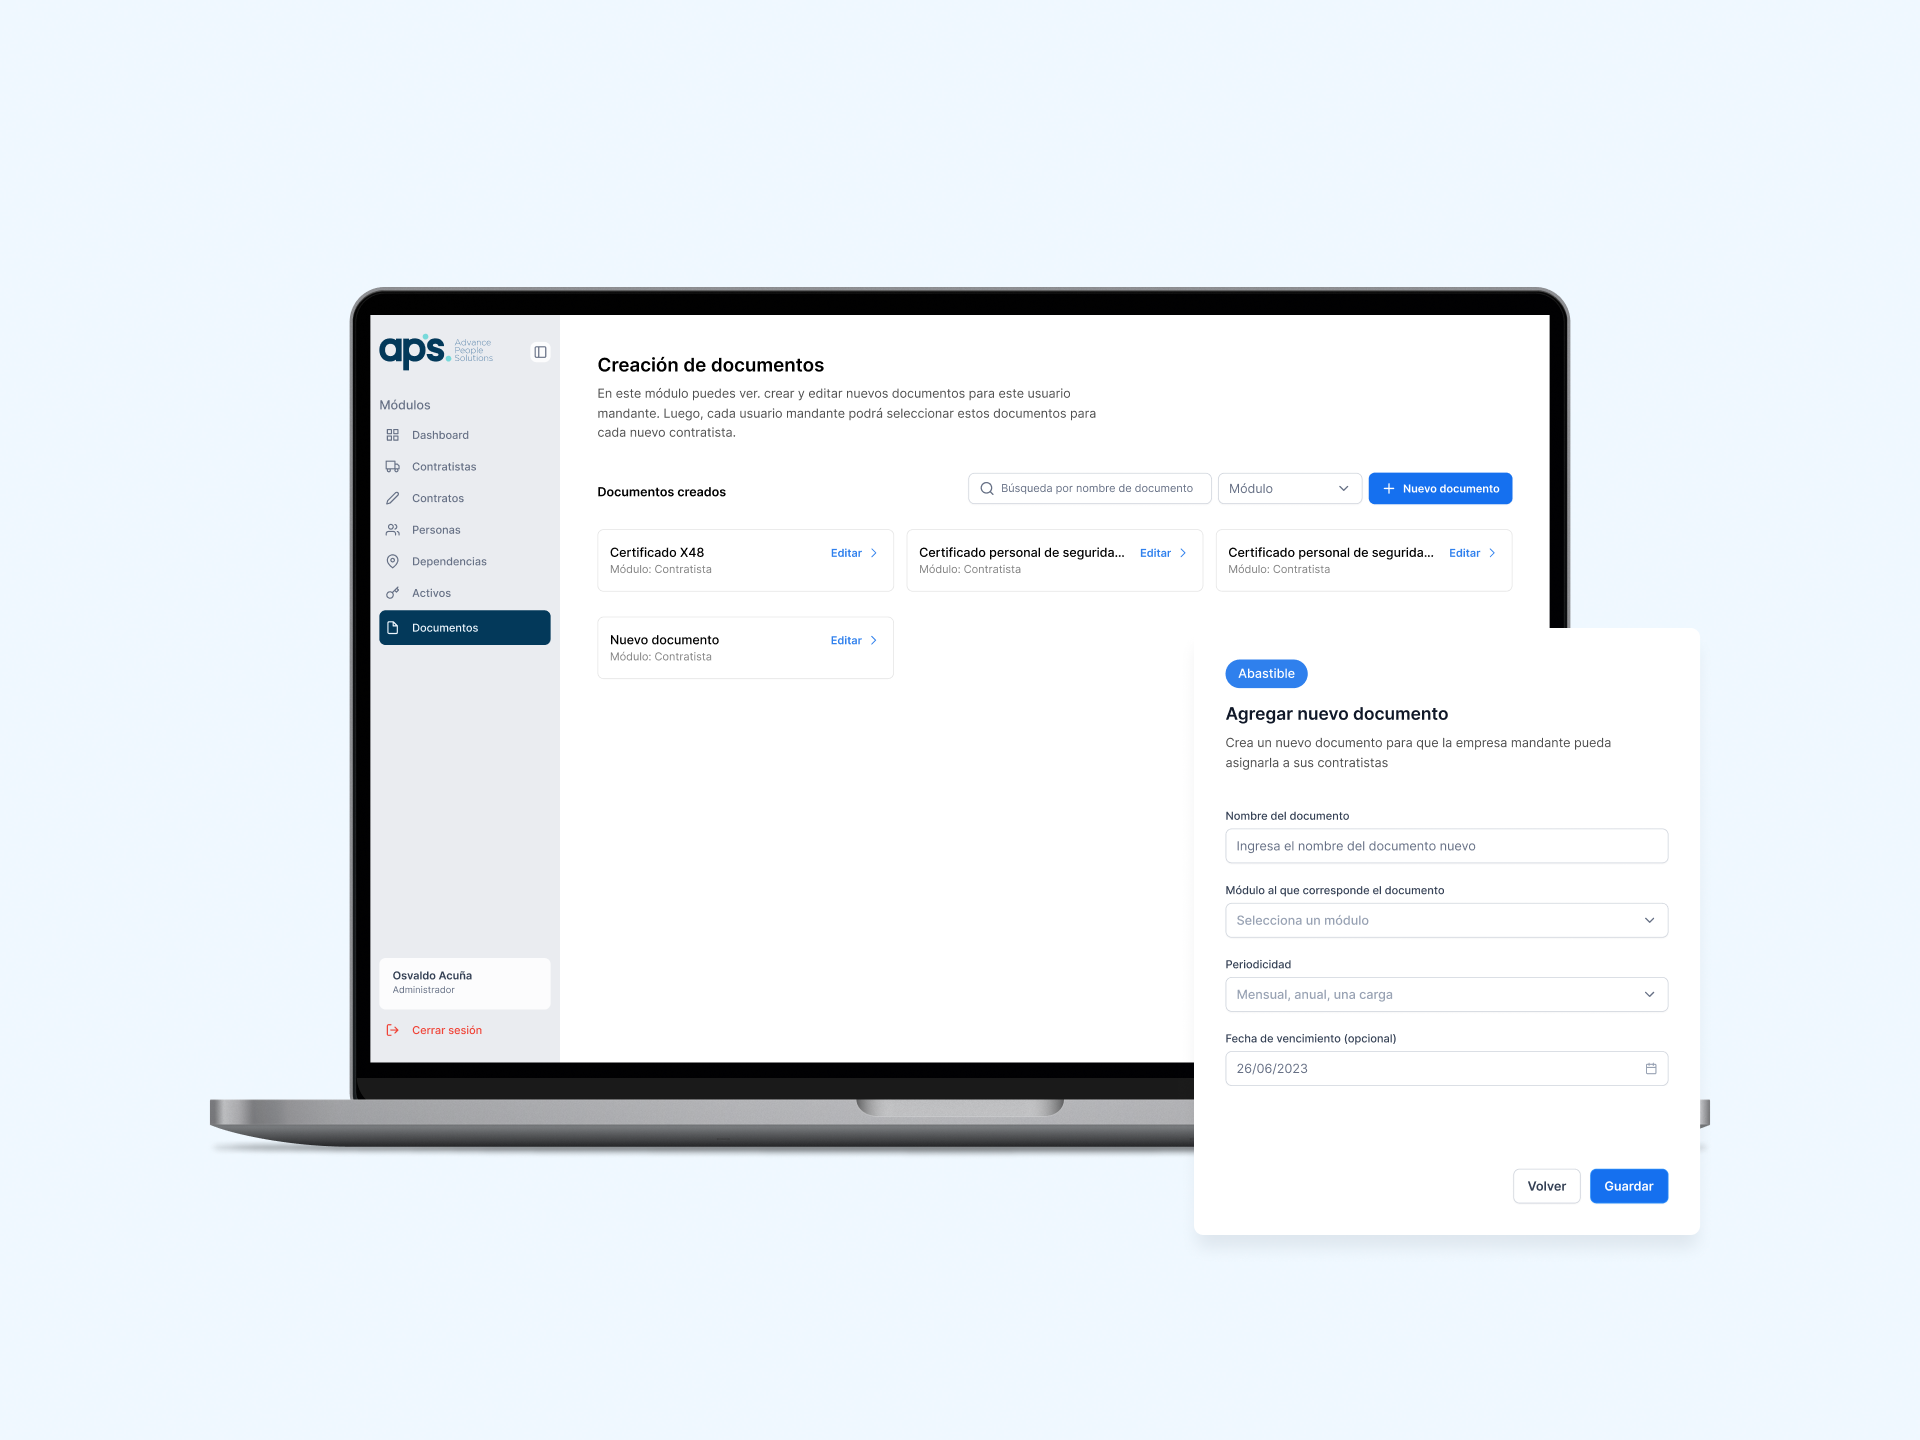 aps
Advance
People
Solutions
Módulos
Dashboard
Contratistas
Contratos
Personas
Dependencias
Activos
Documentos
Osvaldo Acuña
Administrador
Cerrar sesión
Creación de documentos
En este módulo puedes ver. crear y editar nuevos documentos para este usuario
mandante. Luego, cada usuario mandante podrá seleccionar estos documentos para
cada nuevo contratista.
Documentos creados
Búsqueda por nombre de documento
Módulo
Nuevo documento
Certificado X48
Editar
Módulo: Contratista
Certificado personal de segurida...
Editar
Módulo: Contratista
Certificado personal de segurida...
Editar
Módulo: Contratista
Nuevo documento
Editar
Módulo: Contratista
Abastible
Agregar nuevo documento
Crea un nuevo documento para que la empresa mandante pueda
asignarla a sus contratistas
Nombre del documento
Ingresa el nombre del documento nuevo
Módulo al que corresponde el documento
Selecciona un módulo
Periodicidad
Mensual, anual, una carga
Fecha de vencimiento (opcional)
26/06/2023
Volver
Guardar